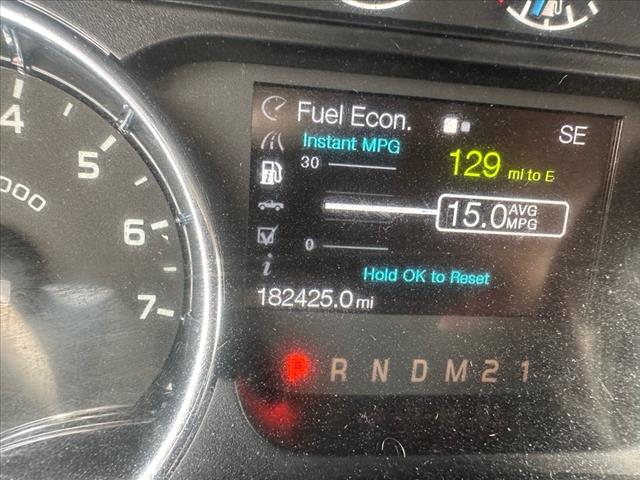 Fuel Econ.
SE
Instant MPG
30
129 mi to E
15.0 AVG MPG
0
Hold OK to Reset
182425.0 mi
P R N D M 2 1
4
5
6
7